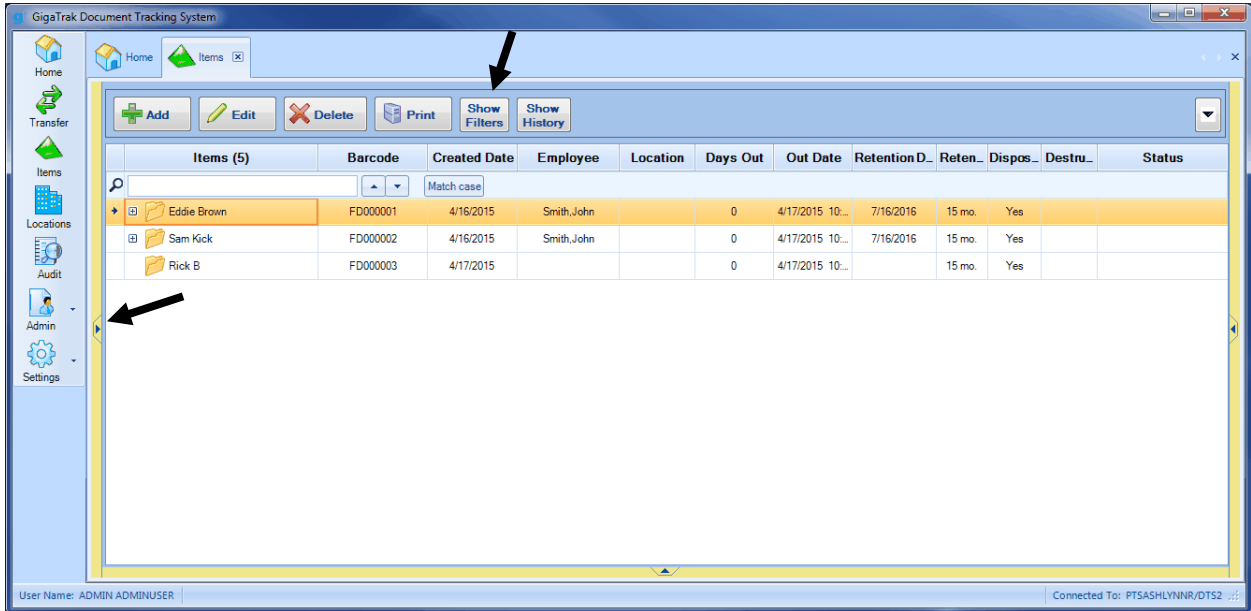 GigaTrak Document Tracking System
Home
Transfer
Items
Locations
Audit
Admin
Settings
Home Items
Add Edit Delete Print Show Filters Show History
Items (5) Barcode Created Date Employee Location Days Out Out Date Retention D... Reten... Dispos... Destru... Status
Match case
Eddie Brown FD000001 4/16/2015 Smith,John 0 4/17/2015 10:... 7/16/2016 15 mo. Yes
Sam Kick FD000002 4/16/2015 Smith,John 0 4/17/2015 10:... 7/16/2016 15 mo. Yes
Rick B FD000003 4/17/2015 0 4/17/2015 10:... 15 mo. Yes
User Name: ADMIN ADMINUSER Connected To: PTSASHLYNNR/DTS2